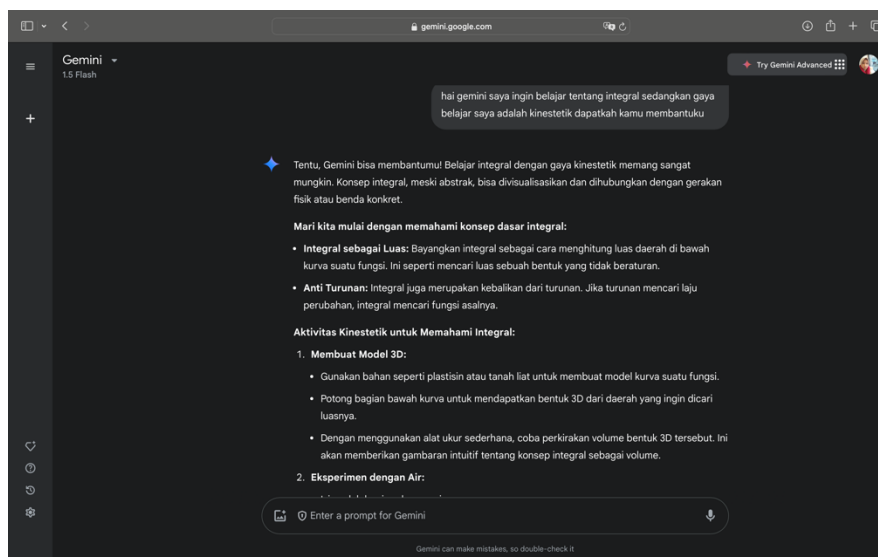 gemini.google.com
Gemini
1.5 Flash
Try Gemini Advanced
hai gemini saya ingin belajar tentang integral sedangkan gaya
belajar saya adalah kinestetik dapatkah kamu membantuku
Tentu, Gemini bisa membantumu! Belajar integral dengan gaya kinestetik memang sangat
mungkin. Konsep integral, meski abstrak, bisa divisualisasikan dan dihubungkan dengan gerakan
fisik atau benda konkret.
Mari kita mulai dengan memahami konsep dasar integral:
• Integral sebagai Luas: Bayangkan integral sebagai cara menghitung luas daerah di bawah
kurva suatu fungsi. Ini seperti mencari luas sebuah bentuk yang tidak beraturan.
• Anti Turunan: Integral juga merupakan kebalikan dari turunan. Jika turunan mencari laju
perubahan, integral mencari fungsi asalnya.
Aktivitas Kinestetik untuk Memahami Integral:
1. Membuat Model 3D:
• Gunakan bahan seperti plastisin atau tanah liat untuk membuat model kurva suatu fungsi.
• Potong bagian bawah kurva untuk mendapatkan bentuk 3D dari daerah yang ingin dicari
luasnya.
• Dengan menggunakan alat ukur sederhana, coba perkirakan volume bentuk 3D tersebut. Ini
akan memberikan gambaran intuitif tentang konsep integral sebagai volume.
2. Eksperimen dengan Air:
Enter a prompt for Gemini
Gemini can make mistakes, so double-check it